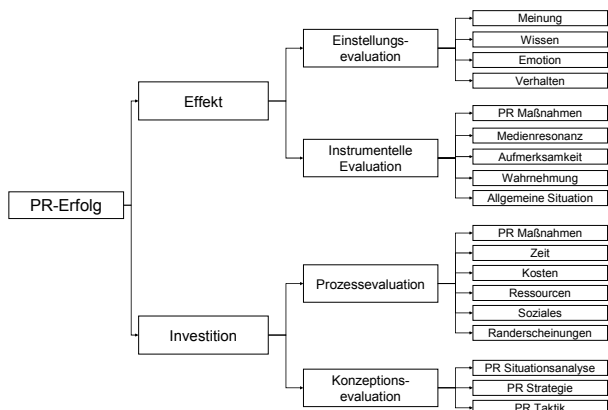 PR-Erfolg
Effekt
Investition
Einstellungs-
evaluation
Instrumentelle
Evaluation
Prozessevaluation
Konzeptions-
evaluation
Meinung
Wissen
Emotion
Verhalten
PR Maßnahmen
Medienresonanz
Aufmerksamkeit
Wahrnehmung
Allgemeine Situation
PR Maßnahmen
Zeit
Kosten
Ressourcen
Soziales
Randerscheinungen
PR Situationsanalyse
PR Strategie
PR Taktik